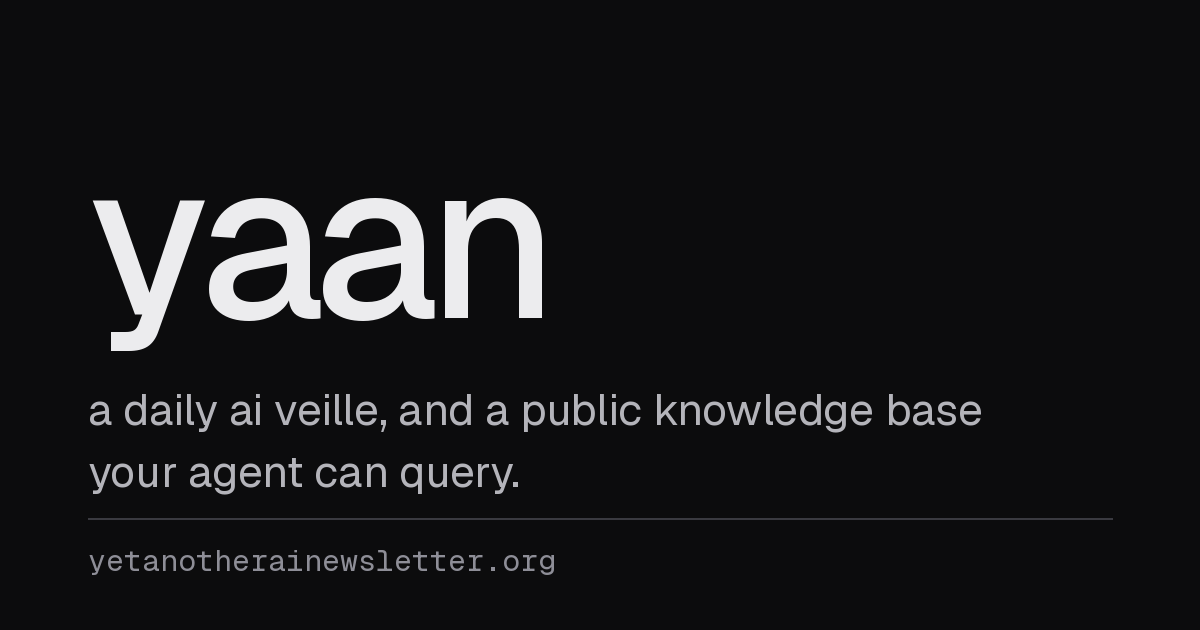 yaan
a daily ai veille, and a public knowledge base
your agent can query.
yetanotherainewsletter.org